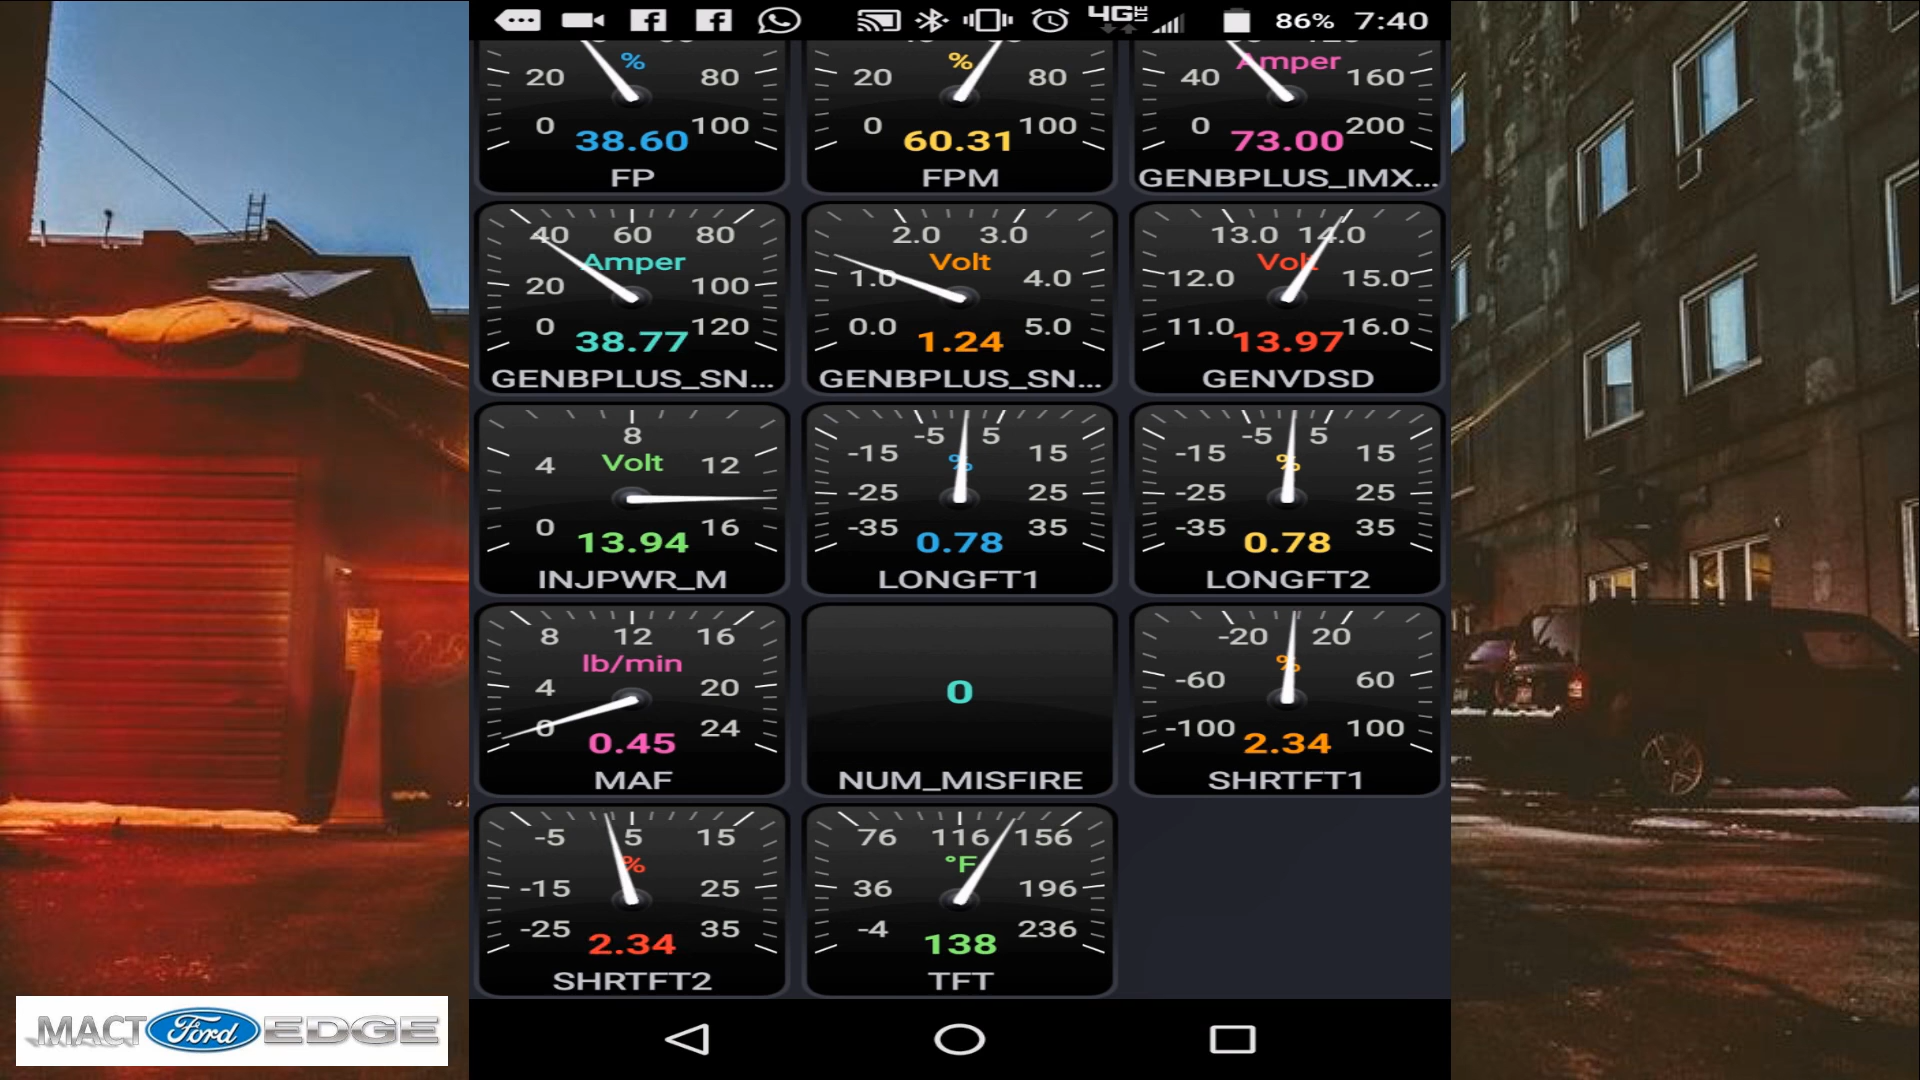 86% 7:40
20 % 80
0 38.60 100
FP
20 % 80
0 60.31 100
FPM
40 Amper 160
0 73.00 200
GENBPLUS_IMX...
40 60 80
Amper
20 100
0 38.77 120
GENBPLUS_SN...
2.0 3.0
Volt
1.0 4.0
0.0 1.24 5.0
GENBPLUS_SN...
13.0 14.0
Volt
12.0 15.0
11.0 13.97 16.0
GENVDSD
8
4 Volt 12
0 13.94 16
INJPWR_M
-5 5
-15 % 15
-25 25
-35 0.78 35
LONGFT1
-5 5
-15 % 15
-25 25
-35 0.78 35
LONGFT2
8 12 16
lb/min
4 20
0 0.45 24
MAF
0
NUM_MISFIRE
-20 20
%
-60 60
-100 2.34 100
SHRTFT1
-5 5 15
%
-15 25
-25 2.34 35
SHRTFT2
76 116 156
°F
36 196
-4 138 236
TFT
MACT Ford EDGE